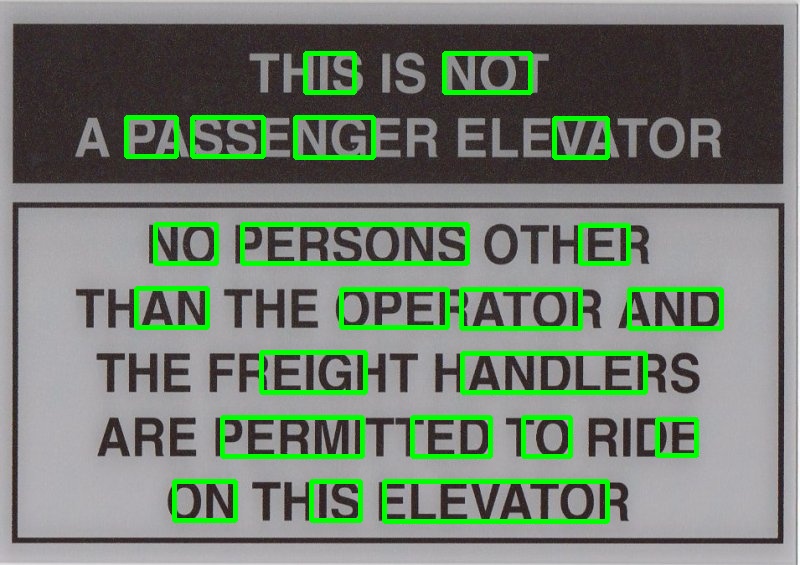 THIS IS NOT
A PASSENGER ELEVATOR
NO PERSONS OTHER
THAN THE OPERATOR AND
THE FREIGHT HANDLERS
ARE PERMITTED TO RIDE
ON THIS ELEVATOR